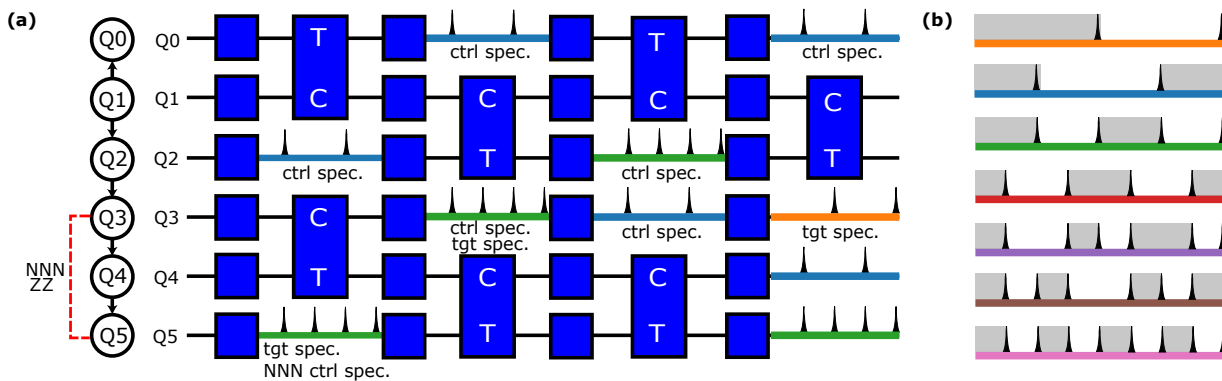 (a)
(b)
Q0
Q0
T
ctrl spec.
T
ctrl spec.
Q1
Q1
C
C
C
C
Q2
Q2
ctrl spec.
T
ctrl spec.
T
Q3
Q3
C
ctrl spec.
tgt spec.
ctrl spec.
tgt spec.
NNN
ZZ
Q4
Q4
T
C
C
Q5
Q5
tgt spec.
NNN ctrl spec.
T
T